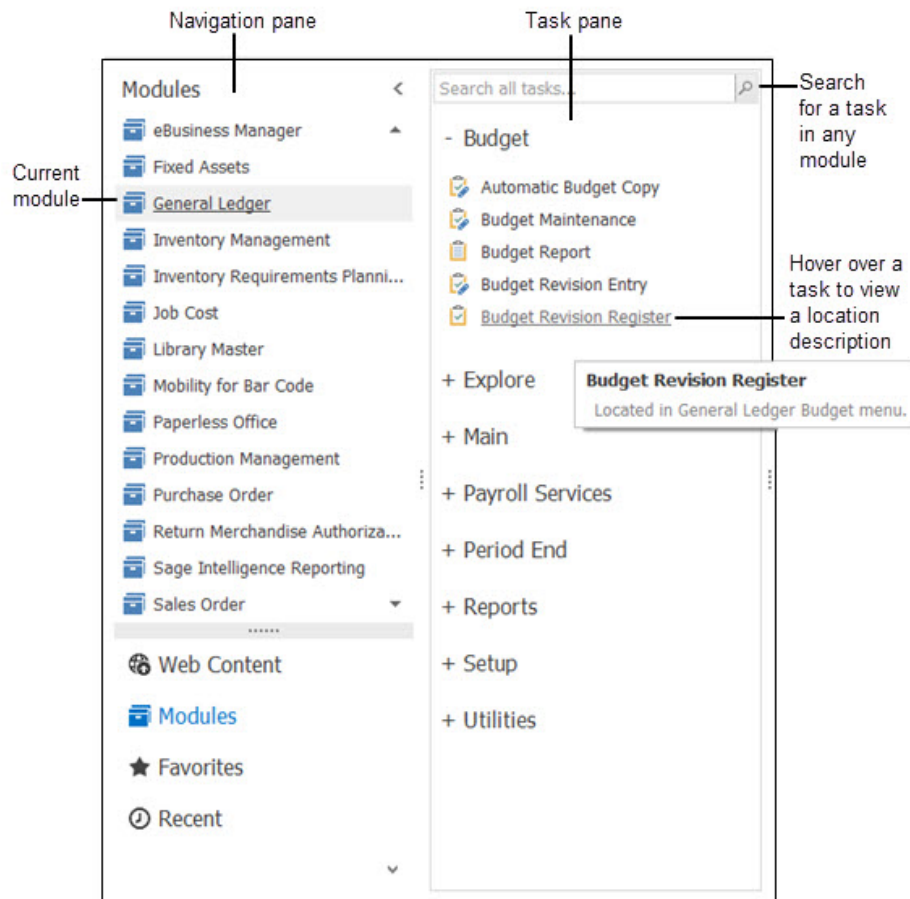 Navigation pane
Task pane
Modules
eBusiness Manager
Fixed Assets
General Ledger
Inventory Management
Inventory Requirements Planni...
Job Cost
Library Master
Mobility for Bar Code
Paperless Office
Production Management
Purchase Order
Return Merchandise Authoriza...
Sage Intelligence Reporting
Sales Order
Web Content
Modules
Favorites
Recent
Current
module
Search all tasks...
- Budget
Automatic Budget Copy
Budget Maintenance
Budget Report
Budget Revision Entry
Budget Revision Register
+ Explore
+ Main
+ Payroll Services
+ Period End
+ Reports
+ Setup
+ Utilities
Budget Revision Register
Located in General Ledger Budget menu.
Search
for a task
in any
module
Hover over a
task to view
a location
description